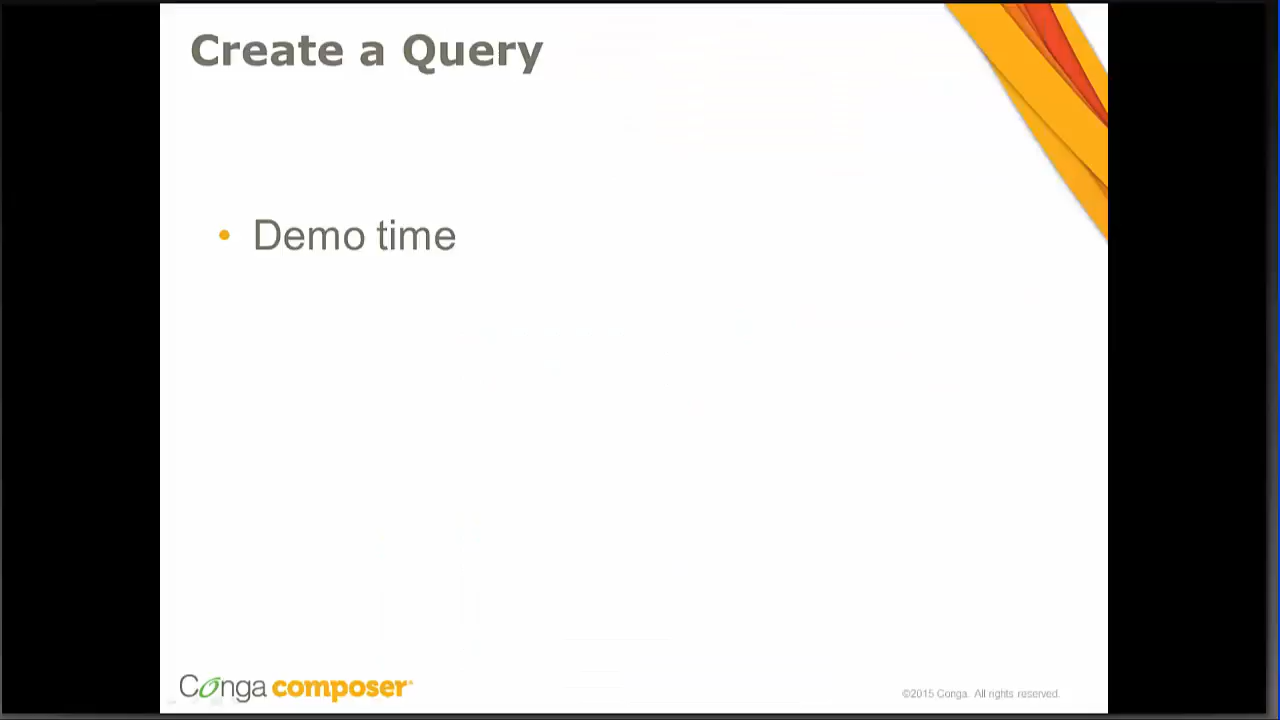 Create a Query
• Demo time
Conga composer
©2015 Conga. All rights reserved.